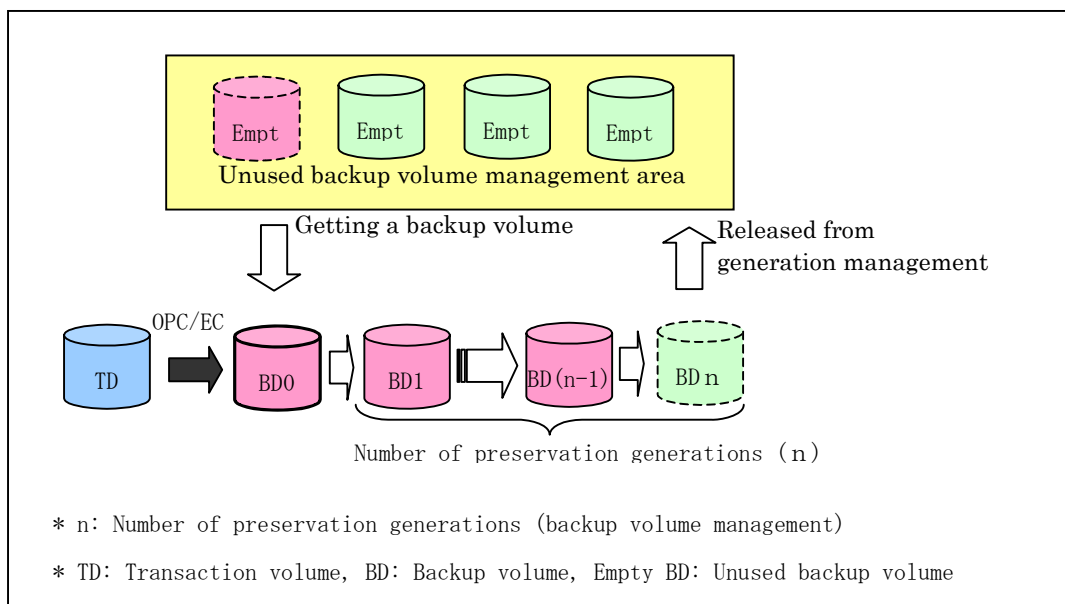 Empt Empt Empt Empt
Unused backup volume management area
Getting a backup volume
Released from
generation management
OPC/EC
TD BD0 BD1 BD(n-1) BDn
Number of preservation generations (n)
* n: Number of preservation generations (backup volume management)
* TD: Transaction volume, BD: Backup volume, Empty BD: Unused backup volume